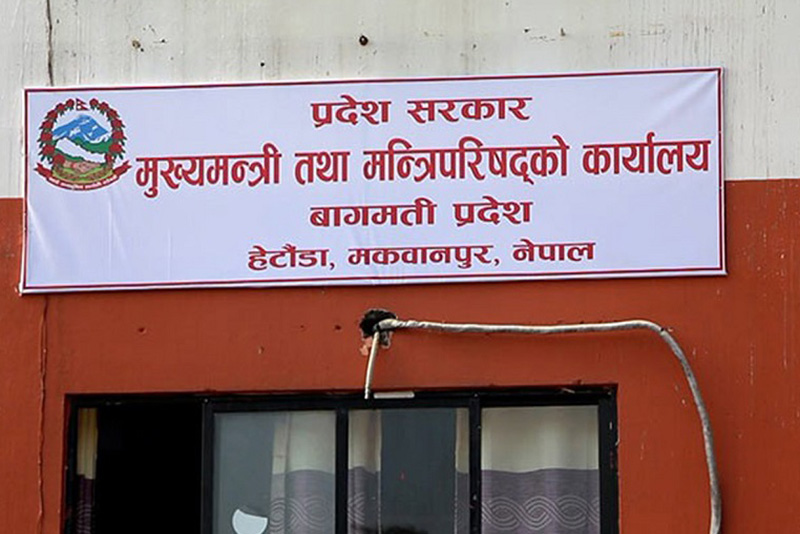 प्रदेश सरकार
मुख्यमन्त्री तथा मन्त्रिपरिषद्को कार्यालय
बागमती प्रदेश
हेटौंडा, मकवानपुर, नेपाल